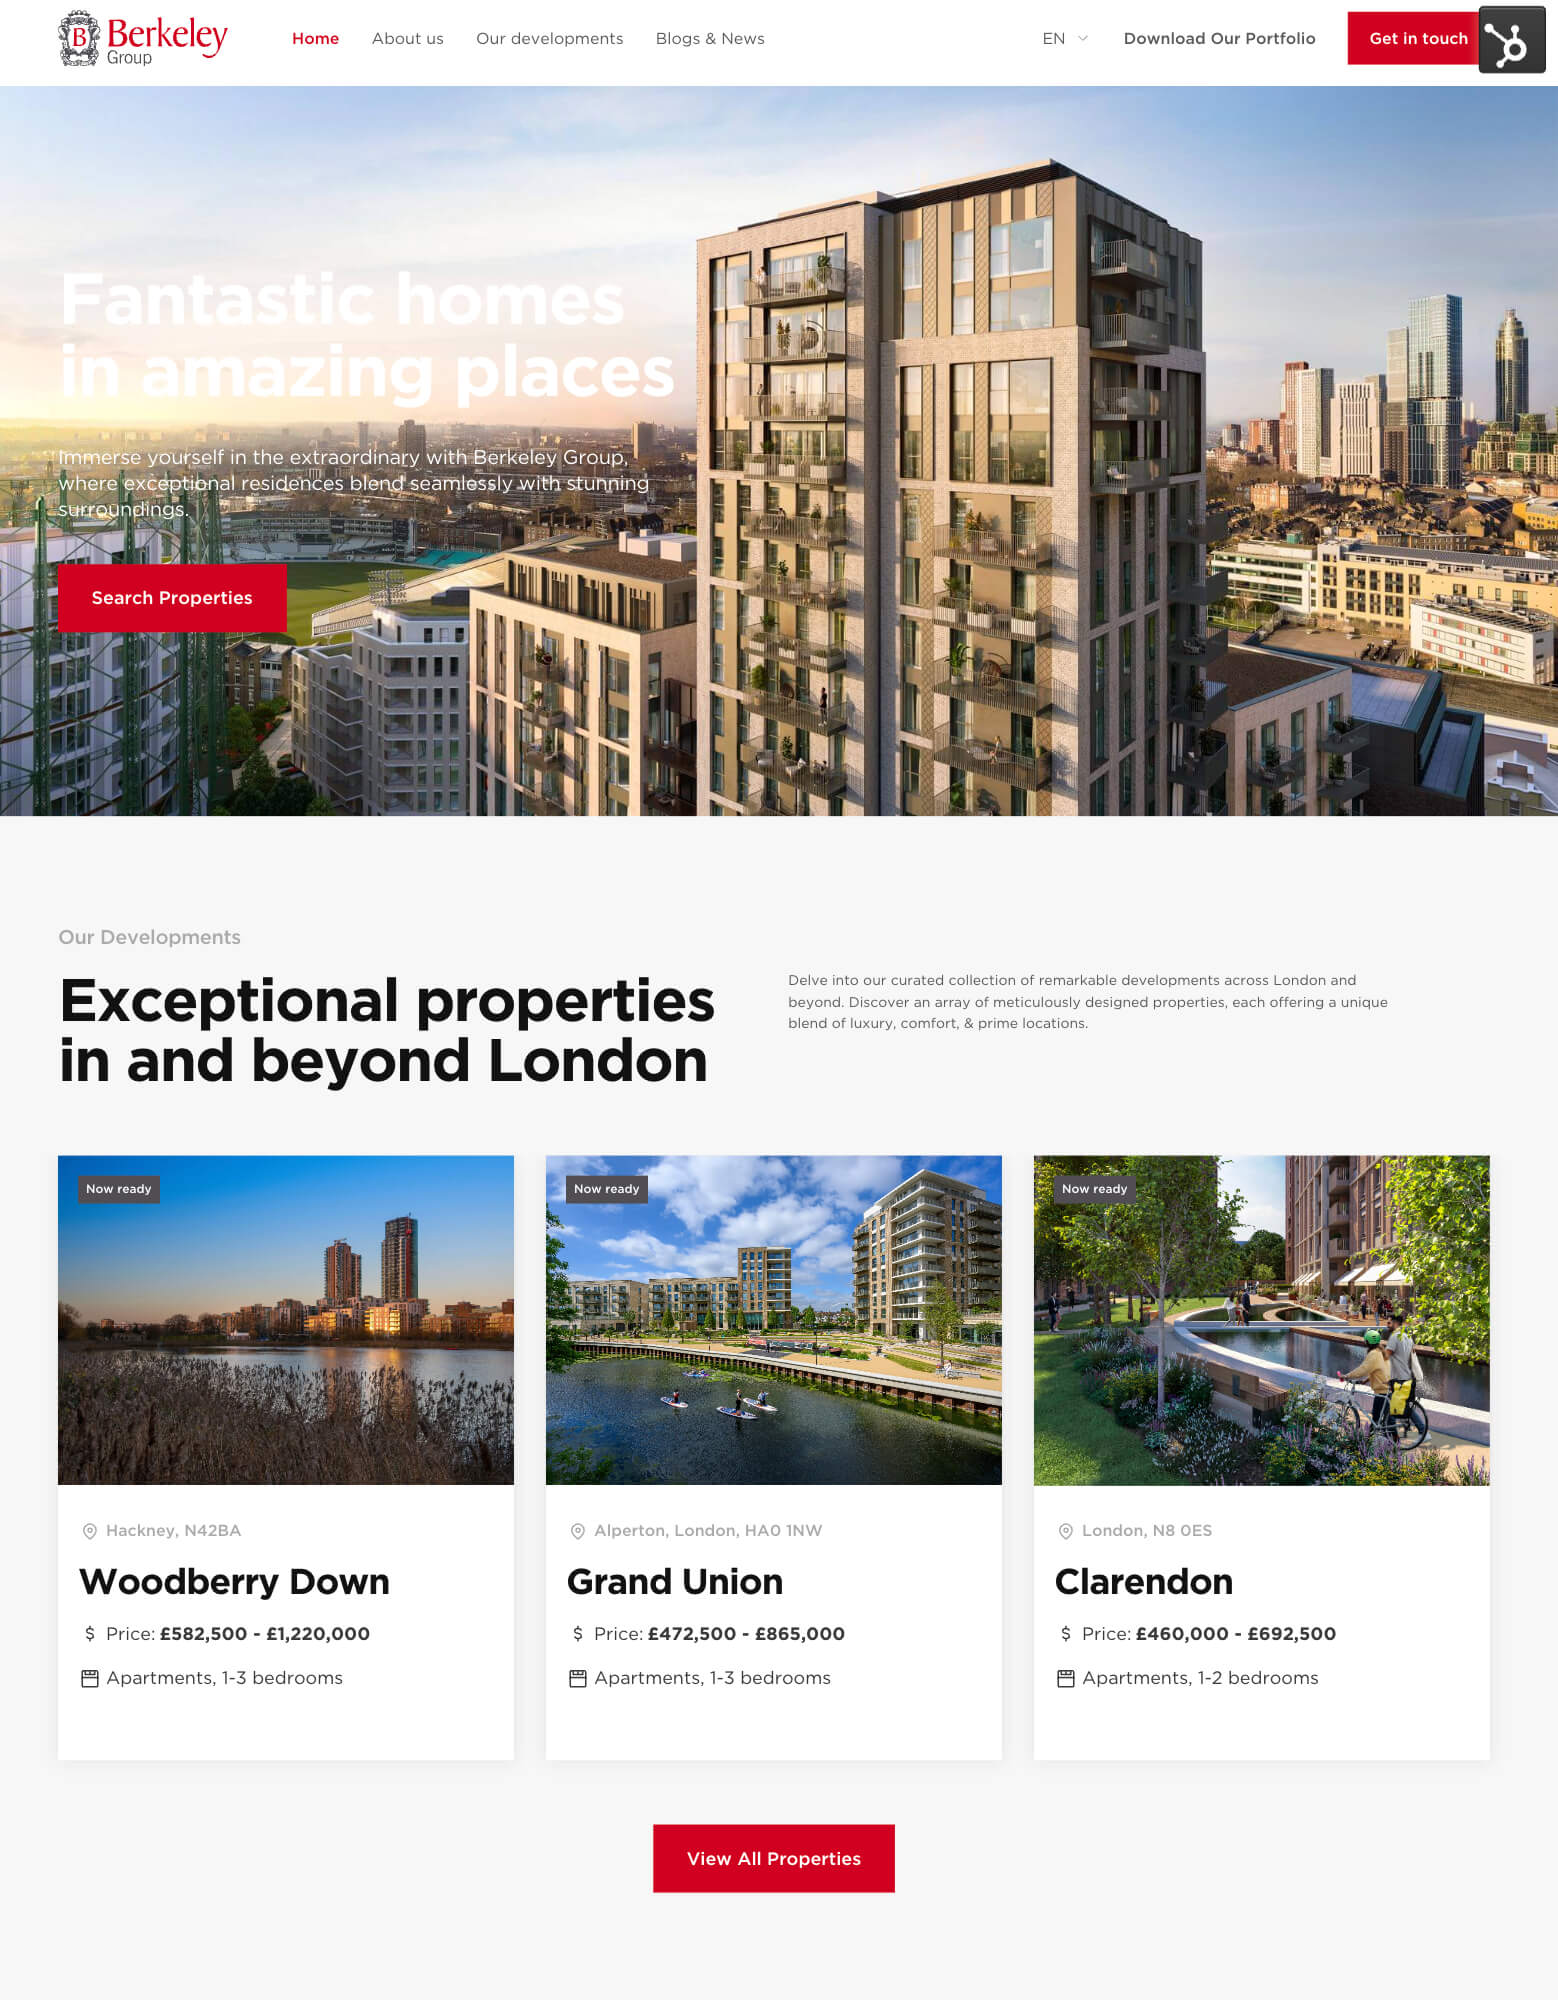 B
Berkeley
Group
Home
About us
Our developments
Blogs & News
EN
Download Our Portfolio
Get in touch
Fantastic homes
in amazing places
Immerse yourself in the extraordinary with Berkeley Group,
where exceptional residences blend seamlessly with stunning
surroundings.
Search Properties
Our Developments
Exceptional properties
in and beyond London
Delve into our curated collection of remarkable developments across London and
beyond. Discover an array of meticulously designed properties, each offering a unique
blend of luxury, comfort, & prime locations.
Now ready
Hackney, N42BA
Woodberry Down
$ Price: £582,500 - £1,220,000
Apartments, 1-3 bedrooms
Now ready
Alperton, London, HA0 1NW
Grand Union
$ Price: £472,500 - £865,000
Apartments, 1-3 bedrooms
Now ready
London, N8 0ES
Clarendon
$ Price: £460,000 - £692,500
Apartments, 1-2 bedrooms
View All Properties